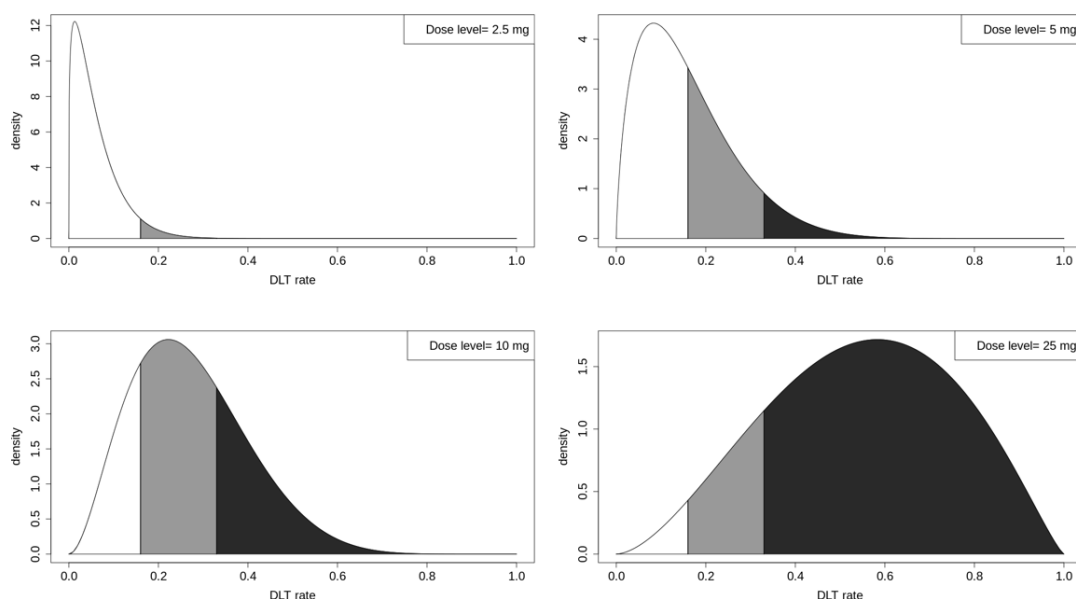 Dose level= 2.5 mg
density
0 2 4 6 8 10 12
0.0 0.2 0.4 0.6 0.8 1.0
DLT rate
Dose level= 5 mg
density
0 1 2 3 4
0.0 0.2 0.4 0.6 0.8 1.0
DLT rate
Dose level= 10 mg
density
0.0 0.5 1.0 1.5 2.0 2.5 3.0
0.0 0.2 0.4 0.6 0.8 1.0
DLT rate
Dose level= 25 mg
density
0.0 0.5 1.0 1.5
0.0 0.2 0.4 0.6 0.8 1.0
DLT rate